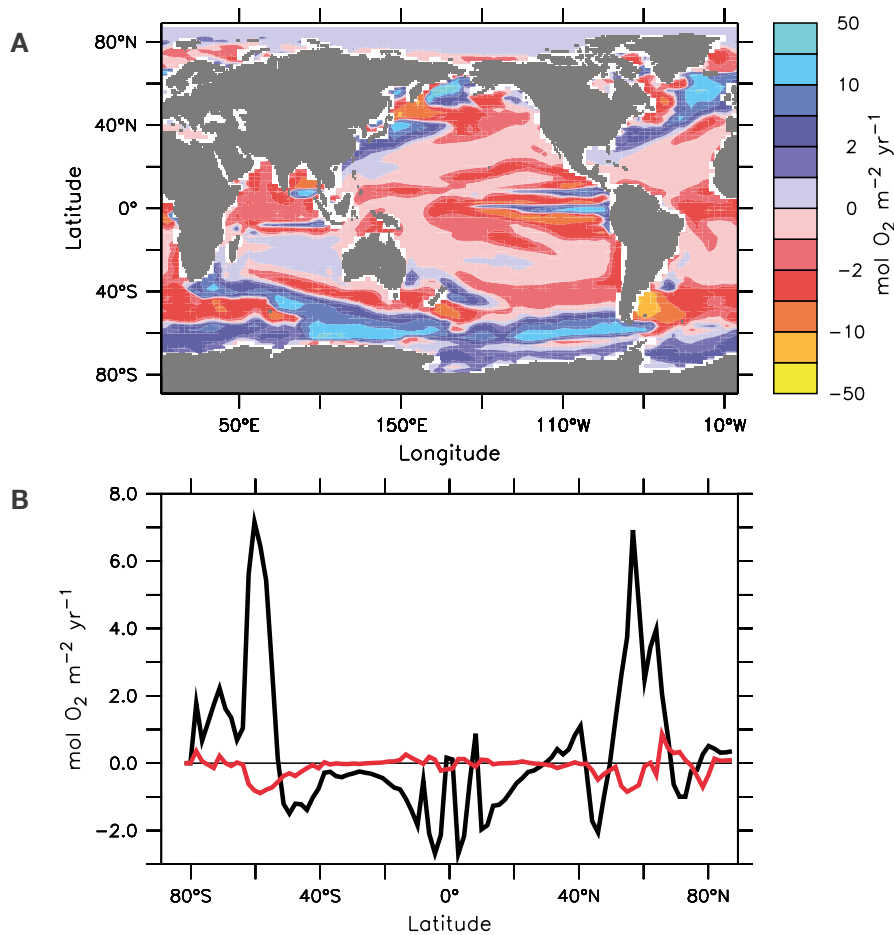 A
80°N
40°N
0°
40°S
80°S
Latitude
50°E 150°E 110°W 10°W
Longitude
50
10
2
0
−2
−10
−50
mol O₂ m⁻² yr⁻¹
B
8.0
6.0
4.0
2.0
0.0
−2.0
mol O₂ m⁻² yr⁻¹
80°S 40°S 0° 40°N 80°N
Latitude